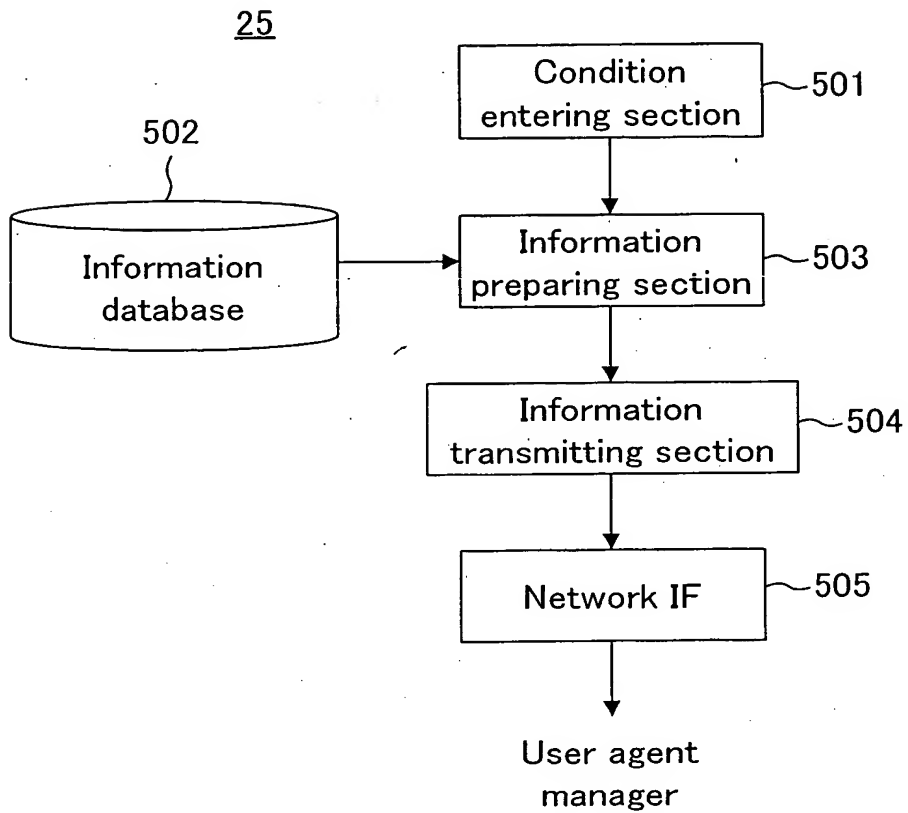 25
Condition
entering section
501
502
Information
database
Information
preparing section
503
Information
transmitting section
504
Network IF
505
User agent
manager